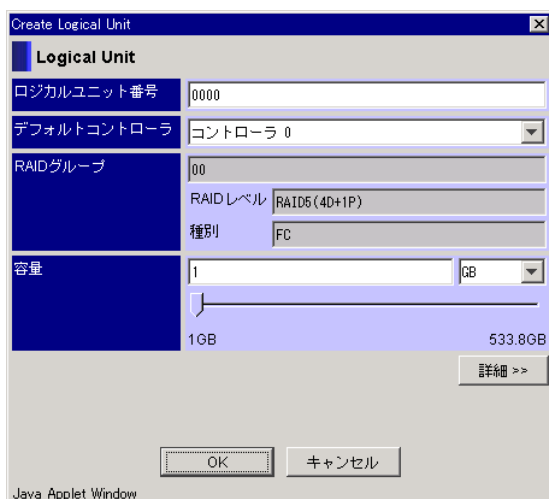 Create Logical Unit
Logical Unit
ロジカルユニット番号 0000
デフォルトコントローラ コントローラ 0
RAIDグループ 00
RAIDレベル RAID5(4D+1P)
種別 FC
容量 1 GB
1GB 533.8GB
詳細 >>
OK キャンセル
Java Applet Window